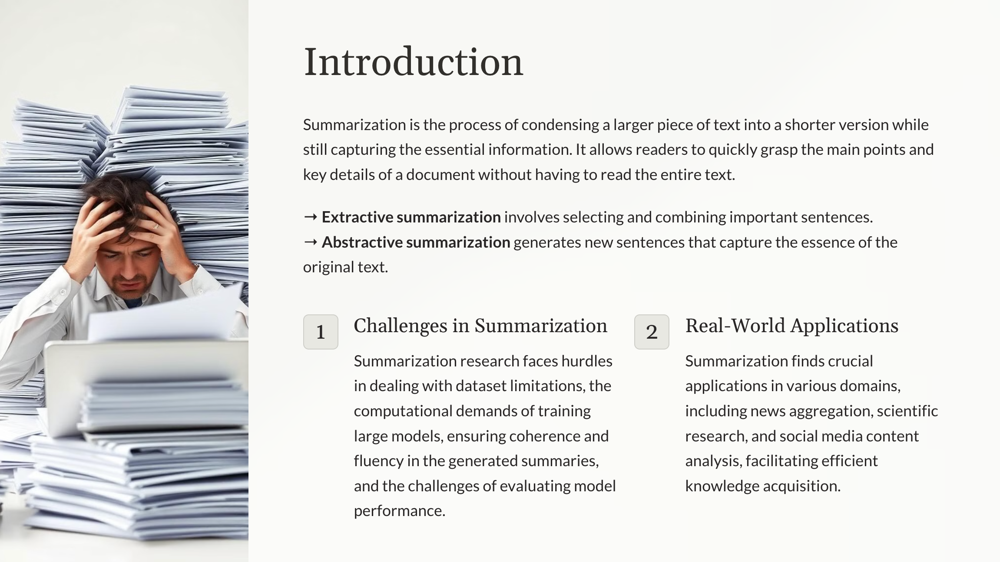 Introduction
Summarization is the process of condensing a larger piece of text into a shorter version while
still capturing the essential information. It allows readers to quickly grasp the main points and
key details of a document without having to read the entire text.
→ Extractive summarization involves selecting and combining important sentences.
→ Abstractive summarization generates new sentences that capture the essence of the
original text.
1
Challenges in Summarization
Summarization research faces hurdles
in dealing with dataset limitations, the
computational demands of training
large models, ensuring coherence and
fluency in the generated summaries,
and the challenges of evaluating model
performance.
2
Real-World Applications
Summarization finds crucial
applications in various domains,
including news aggregation, scientific
research, and social media content
analysis, facilitating efficient
knowledge acquisition.